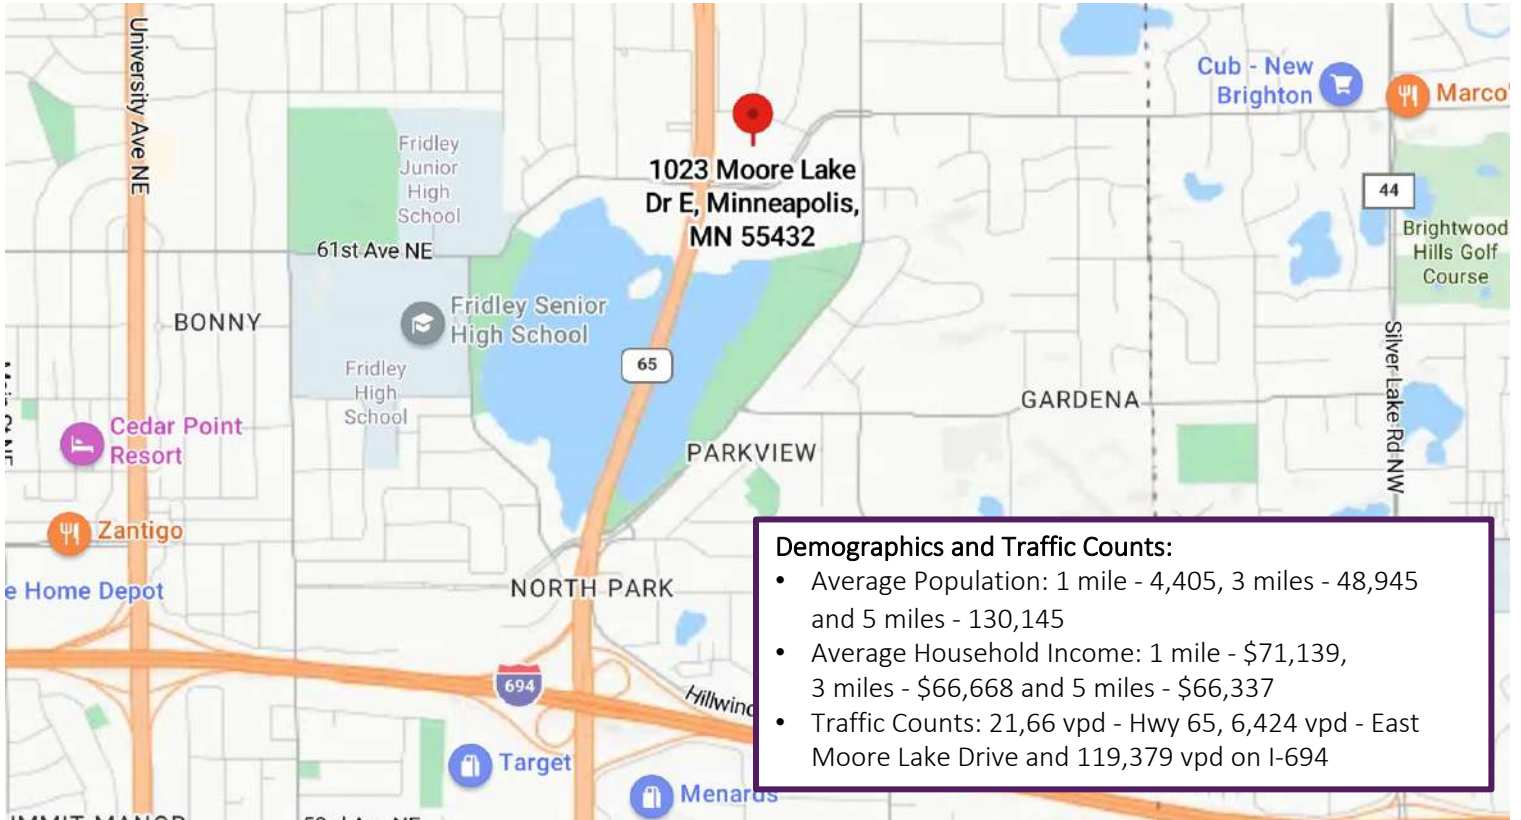 University Ave NE
Cub - New
Brighton
Marco'
Fridley
Junior
High
School
1023 Moore Lake
Dr E, Minneapolis,
MN 55432
44
61st Ave NE
Brightwood
Hills Golf
Course
BONNY
Fridley Senior
High School
65
Silver Lake Rd NW
Fridley
High
School
GARDENA
Cedar Point
Resort
PARKVIEW
Zantigo
e Home Depot
NORTH PARK
694
Hillwind
Target
Menards
Demographics and Traffic Counts:
• Average Population: 1 mile - 4,405, 3 miles - 48,945
and 5 miles - 130,145
• Average Household Income: 1 mile - $71,139,
3 miles - $66,668 and 5 miles - $66,337
• Traffic Counts: 21,66 vpd - Hwy 65, 6,424 vpd - East
Moore Lake Drive and 119,379 vpd on I-694